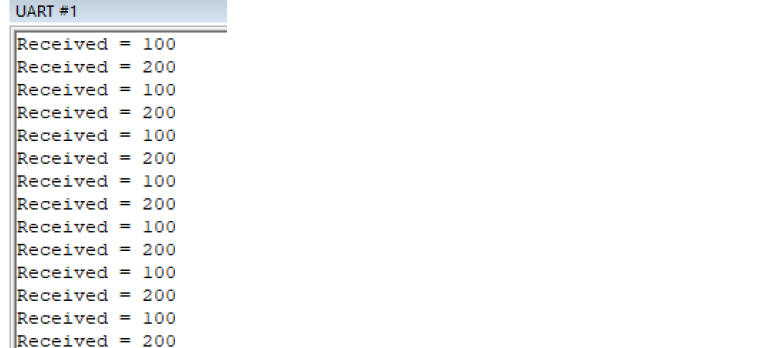 UART #1
Received = 100
Received = 200
Received = 100
Received = 200
Received = 100
Received = 200
Received = 100
Received = 200
Received = 100
Received = 200
Received = 100
Received = 200
Received = 100
Received = 200